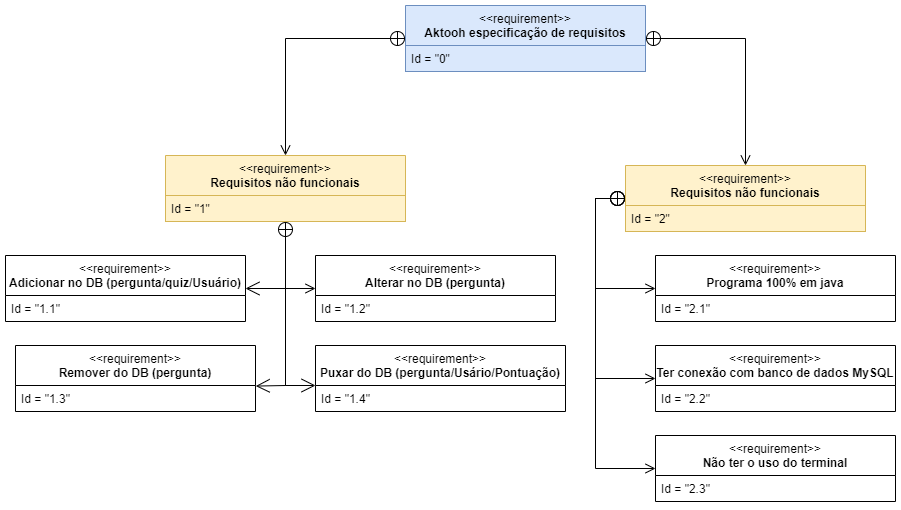 <<requirement>>
Aktooh especificação de requisitos
Id = "0"
<<requirement>>
Requisitos não funcionais
Id = "1"
<<requirement>>
Requisitos não funcionais
Id = "2"
<<requirement>>
Adicionar no DB (pergunta/quiz/Usuário)
Id = "1.1"
<<requirement>>
Alterar no DB (pergunta)
Id = "1.2"
<<requirement>>
Remover do DB (pergunta)
Id = "1.3"
<<requirement>>
Puxar do DB (pergunta/Usário/Pontuação)
Id = "1.4"
<<requirement>>
Programa 100% em java
Id = "2.1"
<<requirement>>
Ter conexão com banco de dados MySQL
Id = "2.2"
<<requirement>>
Não ter o uso do terminal
Id = "2.3"